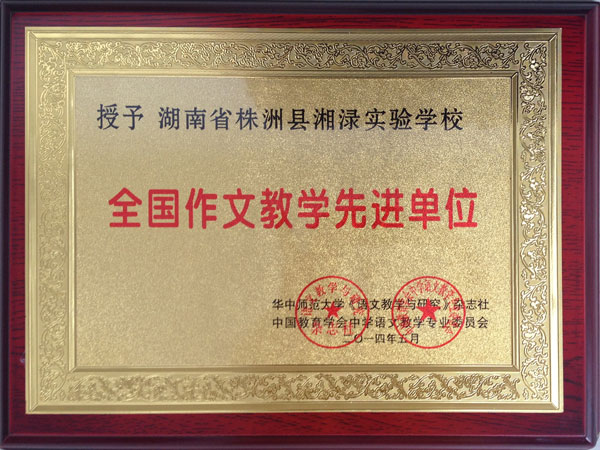 授予 湖南省株洲县湘渌实验学校
全国作文教学先进单位
华中师范大学《语文教学与研究》杂志社
中国教育学会中学语文教学专业委员会
二〇一四年五月